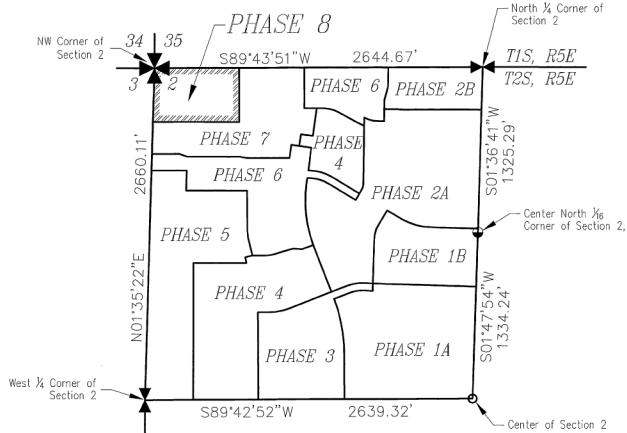 34 35
PHASE 8
North ¼ Corner of
Section 2
NW Corner of
Section 2
S89°43'51"W 2644.67'
T1S, R5E
T2S, R5E
3 2
PHASE 6
PHASE 2B
PHASE 7
PHASE
4
S01°36'41"W
1325.29'
2660.11'
PHASE 6
PHASE 2A
Center North 1⁄16
Corner of Section 2,
PHASE 5
PHASE 1B
N01°35'22"E
PHASE 4
S01°47'54"W
1334.24'
PHASE 3
PHASE 1A
West ¼ Corner of
Section 2
S89°42'52"W 2639.32'
Center of Section 2